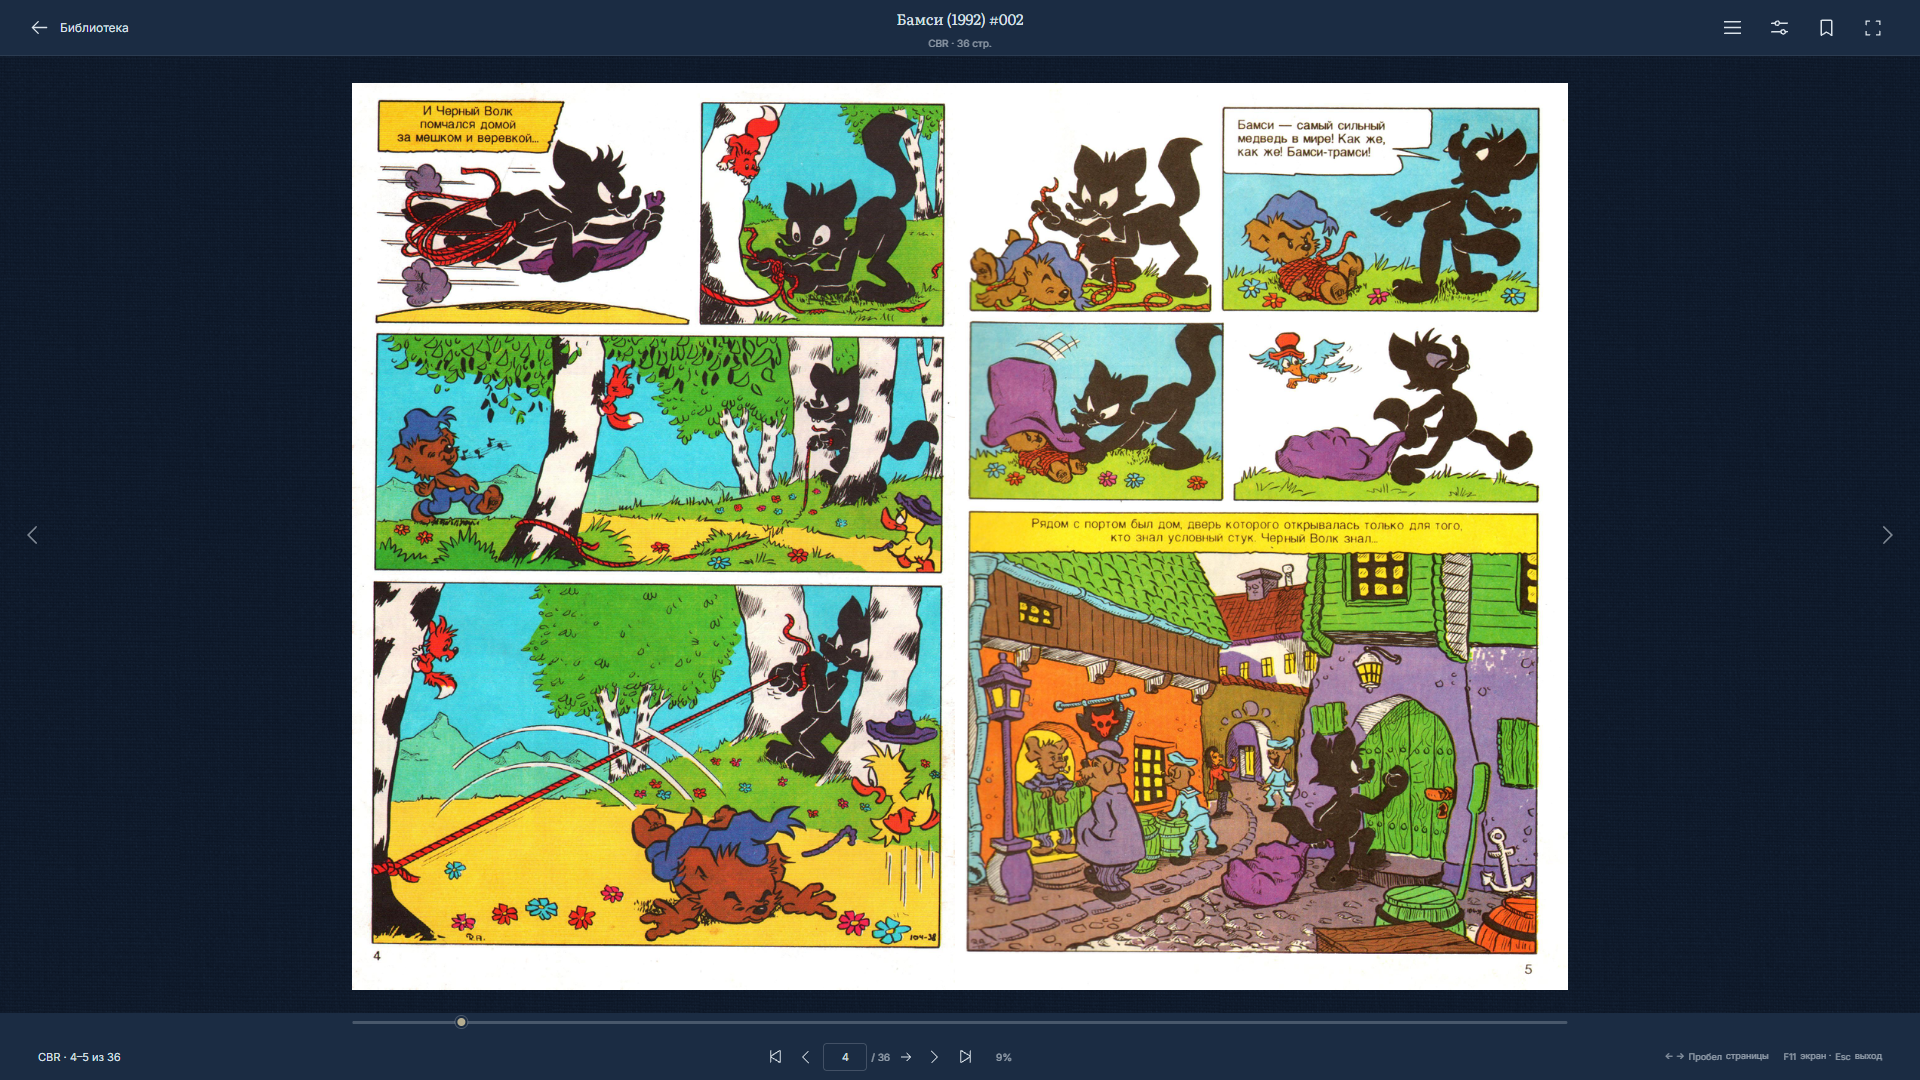 Библиотека
Бамси (1992) #002
CBR · 36 стр.
И Черный Волк
помчался домой
за мешком и веревкой...
Бамси — самый сильный
медведь в мире! Как же,
как же! Бамси-трамси!
Рядом с портом был дом, дверь которого открывалась только для того,
кто знал условный стук. Черный Волк знал...
R.A.
104-38
4
5
CBR · 4–5 из 36
4
/ 36
9%
← → Пробел страницы
F11 экран · Esc выход